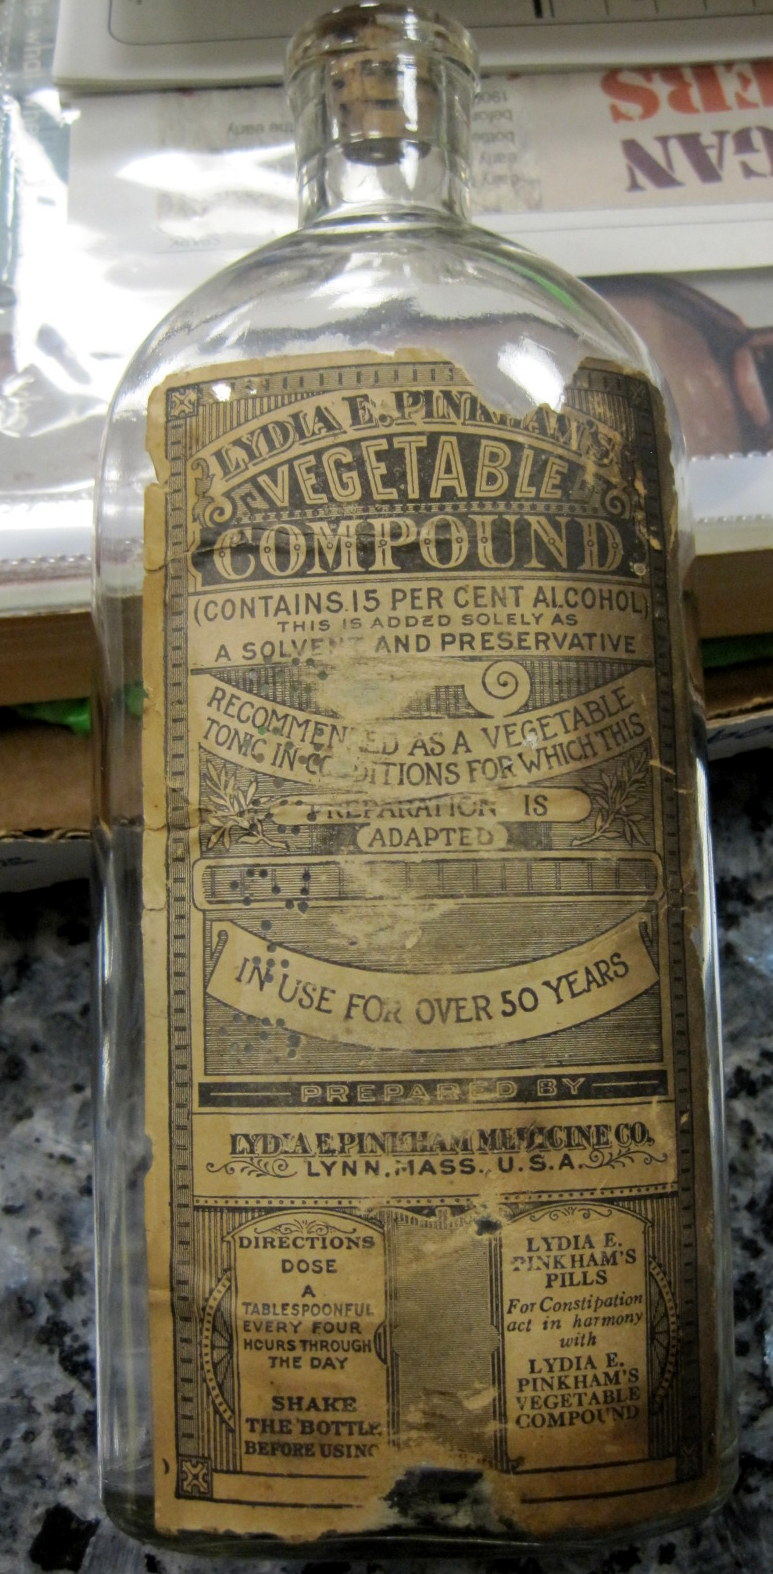 LYDIA E. PINKHAM'S
VEGETABLE
COMPOUND.
(CONTAINS 15 PER CENT ALCOHOL)
THIS IS ADDED SOLELY AS
A SOLVENT AND PRESERVATIVE
RECOMMENDED AS A VEGETABLE
TONIC IN CONDITIONS FOR WHICH THIS
PREPARATION IS
ADAPTED
IN USE FOR OVER 50 YEARS
PREPARED BY
LYDIA E. PINKHAM MEDICINE CO.
LYNN, MASS., U.S.A.
DIRECTIONS
DOSE
A
TABLESPOONFUL
EVERY FOUR
HOURS THROUGH
THE DAY
SHAKE
THE BOTTLE
BEFORE USING
LYDIA E.
PINKHAM'S
PILLS
For Constipation
act in harmony
with
LYDIA E.
PINKHAM'S
VEGETABLE
COMPOUND